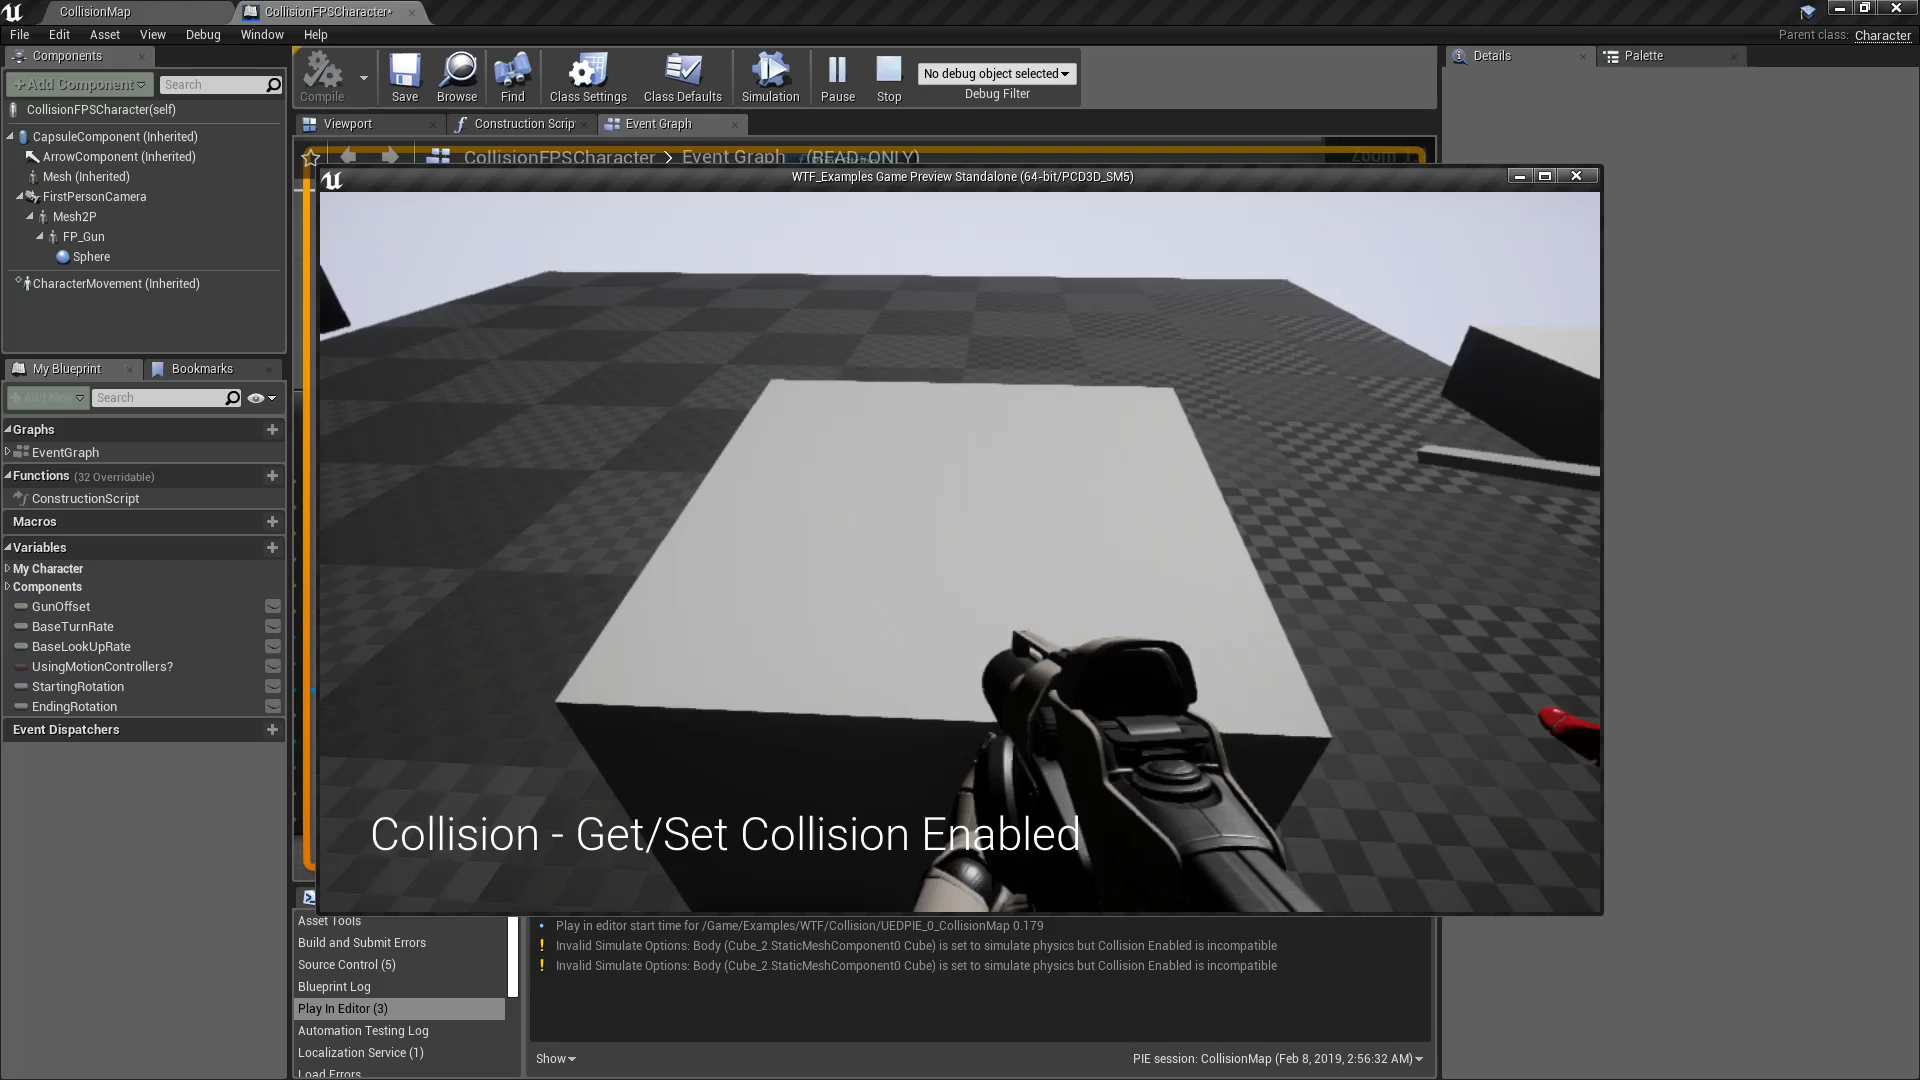 CollisionMap
CollisionFPSCharacter*
File Edit Asset View Debug Window Help
Parent class: Character
Components
+Add Component
Search
CollisionFPSCharacter(self)
CapsuleComponent (Inherited)
ArrowComponent (Inherited)
Mesh (Inherited)
FirstPersonCamera
Mesh2P
FP_Gun
Sphere
CharacterMovement (Inherited)
My Blueprint
Bookmarks
+Add New
Search
Graphs
EventGraph
Functions (32 Overridable)
ConstructionScript
Macros
Variables
My Character
Components
GunOffset
BaseTurnRate
BaseLookUpRate
UsingMotionControllers?
StartingRotation
EndingRotation
Event Dispatchers
Compile
Save
Browse
Find
Class Settings
Class Defaults
Simulation
Pause
Stop
No debug object selected
Debug Filter
Viewport
Construction Scrip
Event Graph
CollisionFPSCharacter > Event Graph (READ-ONLY)
WTF_Examples Game Preview Standalone (64-bit/PCD3D_SM5)
Collision - Get/Set Collision Enabled
Asset Tools
Build and Submit Errors
Source Control (5)
Blueprint Log
Play In Editor (3)
Automation Testing Log
Localization Service (1)
Load Errors
Play in editor start time for /Game/Examples/WTF/Collision/UEDPIE_0_CollisionMap 0.179
Invalid Simulate Options: Body (Cube_2.StaticMeshComponent0 Cube) is set to simulate physics but Collision Enabled is incompatible
Invalid Simulate Options: Body (Cube_2.StaticMeshComponent0 Cube) is set to simulate physics but Collision Enabled is incompatible
Show
PIE session: CollisionMap (Feb 8, 2019, 2:56:32 AM)
Details
Palette